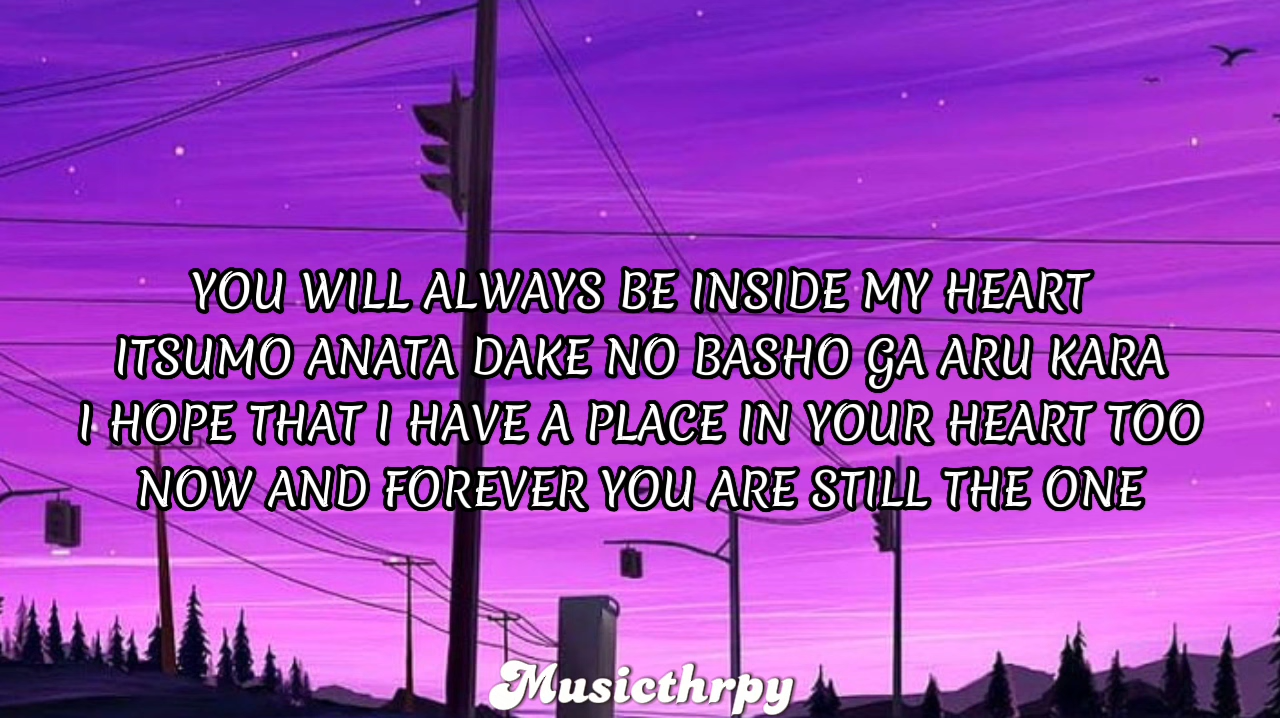 YOU WILL ALWAYS BE INSIDE MY HEART
ITSUMO ANATA DAKE NO BASHO GA ARU KARA
I HOPE THAT I HAVE A PLACE IN YOUR HEART TOO
NOW AND FOREVER YOU ARE STILL THE ONE
Musicthrpy